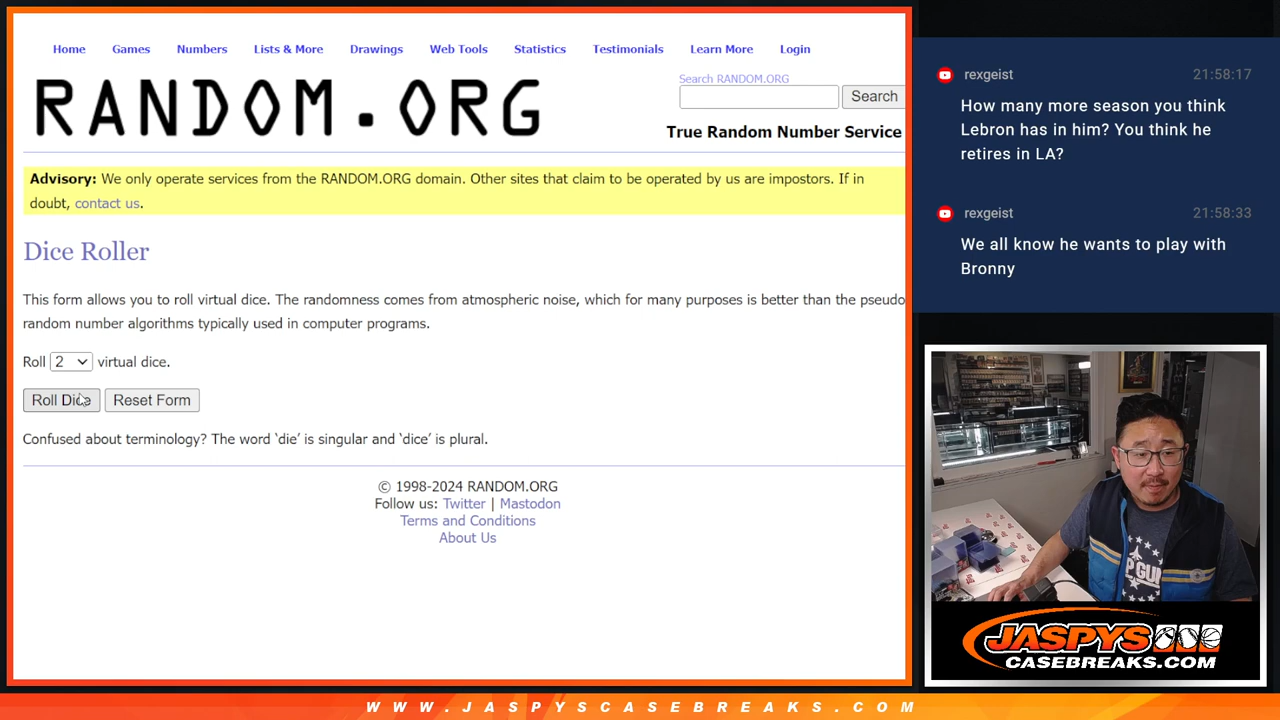 Home Games Numbers Lists & More Drawings Web Tools Statistics Testimonials Learn More Login
RANDOM.ORG
Search RANDOM.ORG
Search
True Random Number Service
Advisory: We only operate services from the RANDOM.ORG domain. Other sites that claim to be operated by us are impostors. If in
doubt, contact us.
Dice Roller
This form allows you to roll virtual dice. The randomness comes from atmospheric noise, which for many purposes is better than the pseudo
random number algorithms typically used in computer programs.
Roll 2 virtual dice.
Roll Dice Reset Form
Confused about terminology? The word ‘die’ is singular and ‘dice’ is plural.
© 1998-2024 RANDOM.ORG
Follow us: Twitter | Mastodon
Terms and Conditions
About Us
rexgeist 21:58:17
How many more season you think
Lebron has in him? You think he
retires in LA?
rexgeist 21:58:33
We all know he wants to play with
Bronny
JASPYS
CASEBREAKS.COM
WWW.JASPYSCASEBREAKS.COM